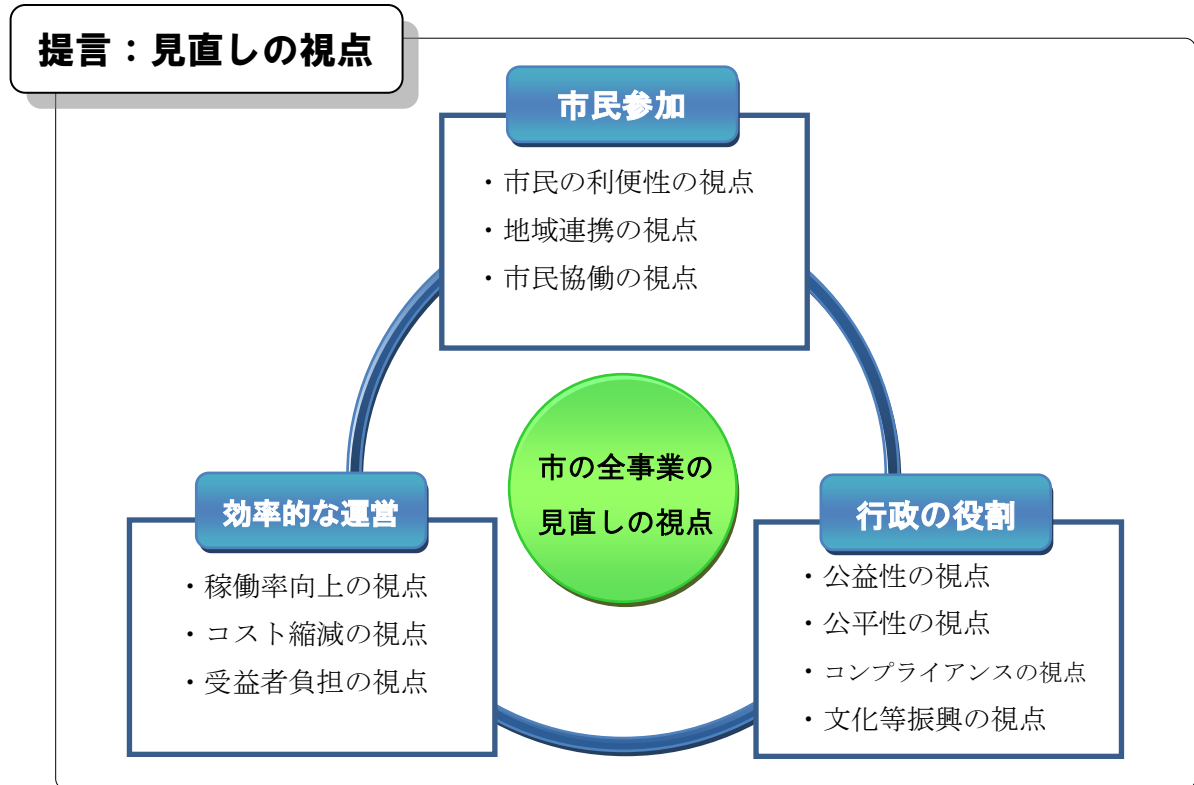 提言：見直しの視点
市民参加
・市民の利便性の視点
・地域連携の視点
・市民協働の視点
市の全事業の
見直しの視点
効率的な運営
・稼働率向上の視点
・コスト縮減の視点
・受益者負担の視点
行政の役割
・公益性の視点
・公平性の視点
・コンプライアンスの視点
・文化等振興の視点